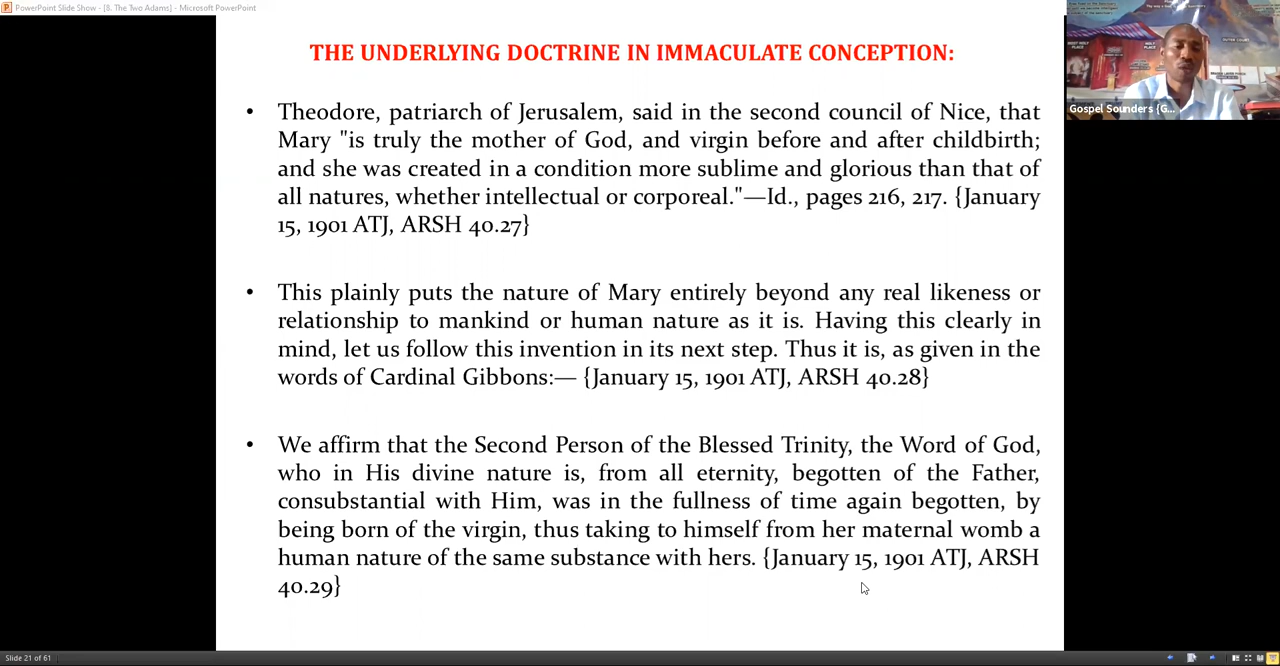 PowerPoint Slide Show - [8. The Two Adams] - Microsoft PowerPoint
THE UNDERLYING DOCTRINE IN IMMACULATE CONCEPTION:
• Theodore, patriarch of Jerusalem, said in the second council of Nice, that
Mary "is truly the mother of God, and virgin before and after childbirth;
and she was created in a condition more sublime and glorious than that of
all natures, whether intellectual or corporeal."—Id., pages 216, 217. {January
15, 1901 ATJ, ARSH 40.27}
• This plainly puts the nature of Mary entirely beyond any real likeness or
relationship to mankind or human nature as it is. Having this clearly in
mind, let us follow this invention in its next step. Thus it is, as given in the
words of Cardinal Gibbons:— {January 15, 1901 ATJ, ARSH 40.28}
• We affirm that the Second Person of the Blessed Trinity, the Word of God,
who in His divine nature is, from all eternity, begotten of the Father,
consubstantial with Him, was in the fullness of time again begotten, by
being born of the virgin, thus taking to himself from her maternal womb a
human nature of the same substance with hers. {January 15, 1901 ATJ, ARSH
40.29}
Gospel Sounders {G...
Slide 21 of 61